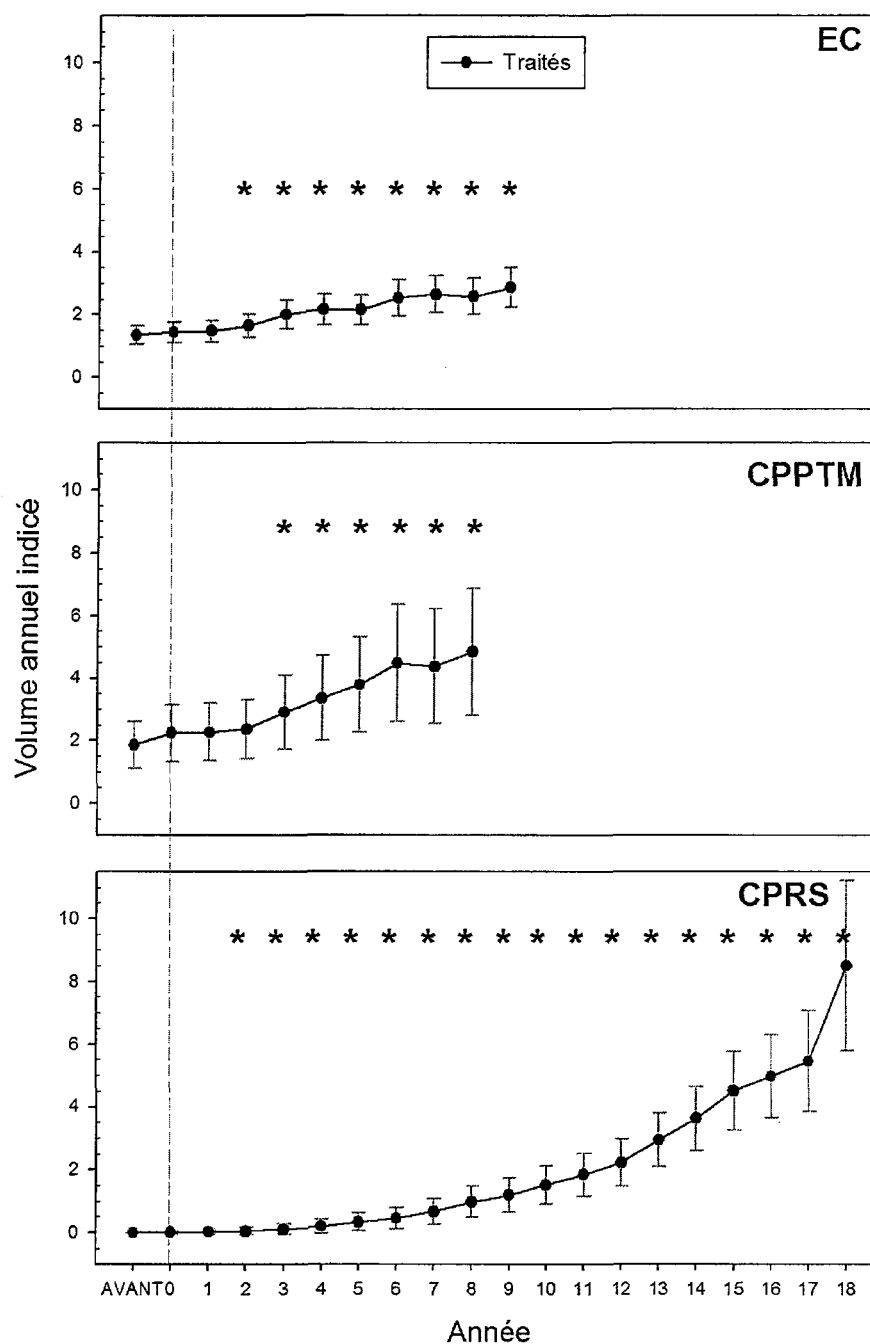 EC
Traités
10
8
6
4
2
0
* * * * * * * *
CPPTM
10
8
6
4
2
0
* * * * * *
Volume annuel indicé
CPRS
10
8
6
4
2
0
* * * * * * * * * * * * * * * * *
AVANT 0 1 2 3 4 5 6 7 8 9 10 11 12 13 14 15 16 17 18
Année